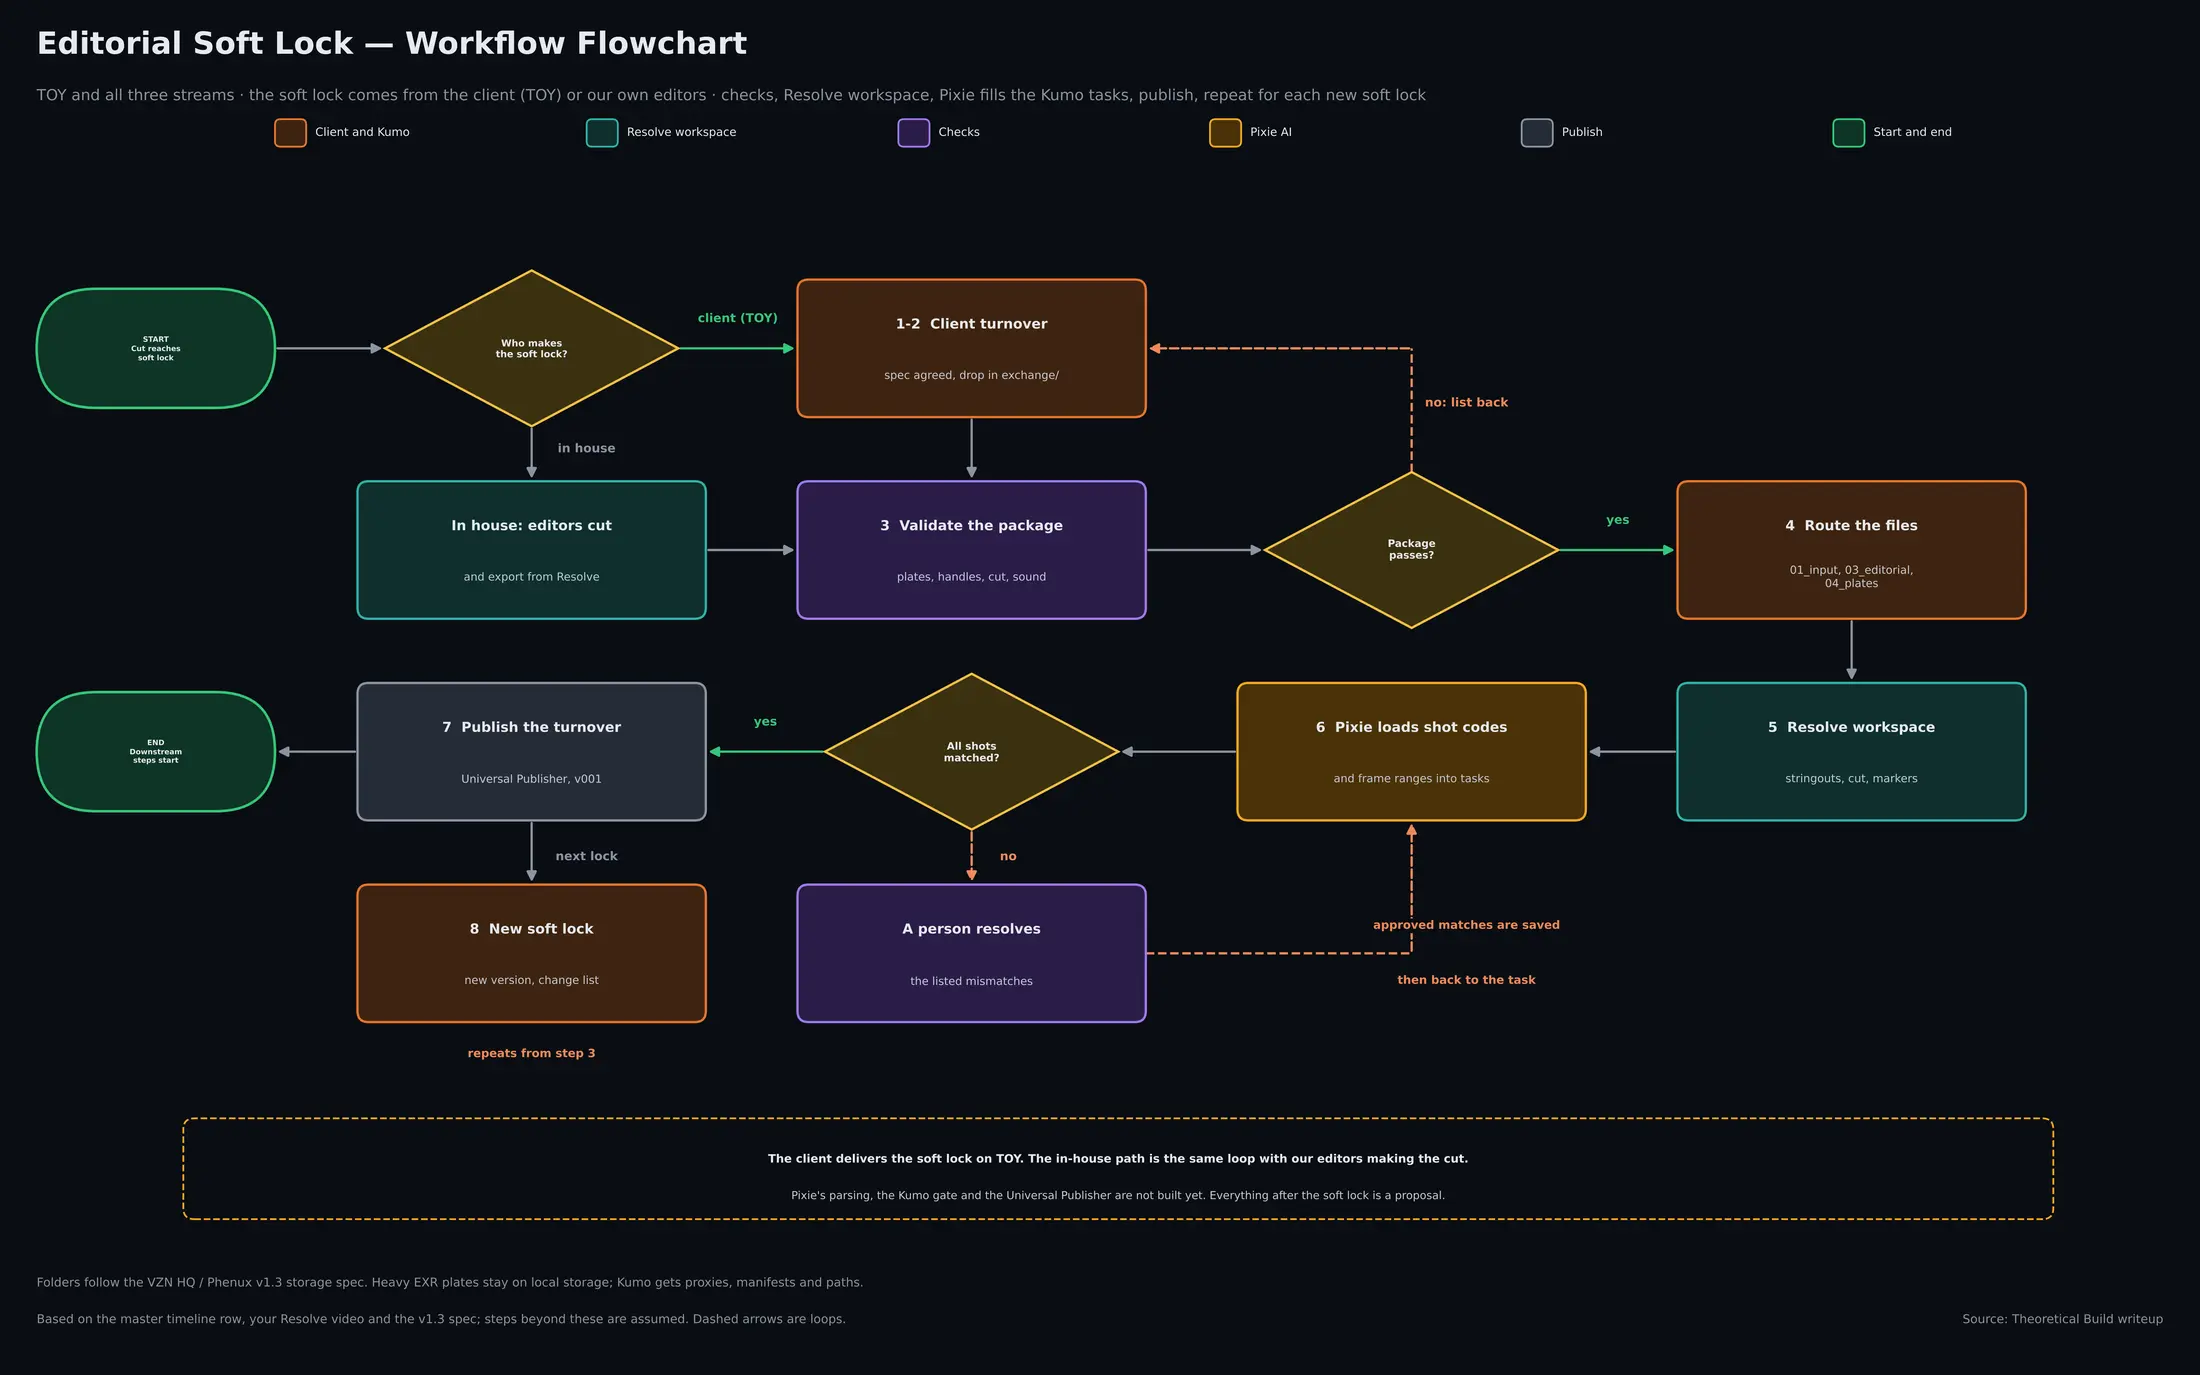 Editorial Soft Lock — Workflow Flowchart
TOY and all three streams · the soft lock comes from the client (TOY) or our own editors · checks, Resolve workspace, Pixie fills the Kumo tasks, publish, repeat for each new soft lock
Client and Kumo
Resolve workspace
Checks
Pixie AI
Publish
Start and end
START
Cut reaches
soft lock
Who makes
the soft lock?
client (TOY)
1-2  Client turnover
spec agreed, drop in exchange/
no: list back
in house
In house: editors cut
and export from Resolve
3  Validate the package
plates, handles, cut, sound
Package
passes?
yes
4  Route the files
01_input, 03_editorial,
04_plates
END
Downstream
steps start
7  Publish the turnover
Universal Publisher, v001
yes
All shots
matched?
6  Pixie loads shot codes
and frame ranges into tasks
5  Resolve workspace
stringouts, cut, markers
next lock
no
8  New soft lock
new version, change list
A person resolves
the listed mismatches
approved matches are saved
then back to the task
repeats from step 3
The client delivers the soft lock on TOY. The in-house path is the same loop with our editors making the cut.
Pixie's parsing, the Kumo gate and the Universal Publisher are not built yet. Everything after the soft lock is a proposal.
Folders follow the VZN HQ / Phenux v1.3 storage spec. Heavy EXR plates stay on local storage; Kumo gets proxies, manifests and paths.
Based on the master timeline row, your Resolve video and the v1.3 spec; steps beyond these are assumed. Dashed arrows are loops.
Source: Theoretical Build writeup